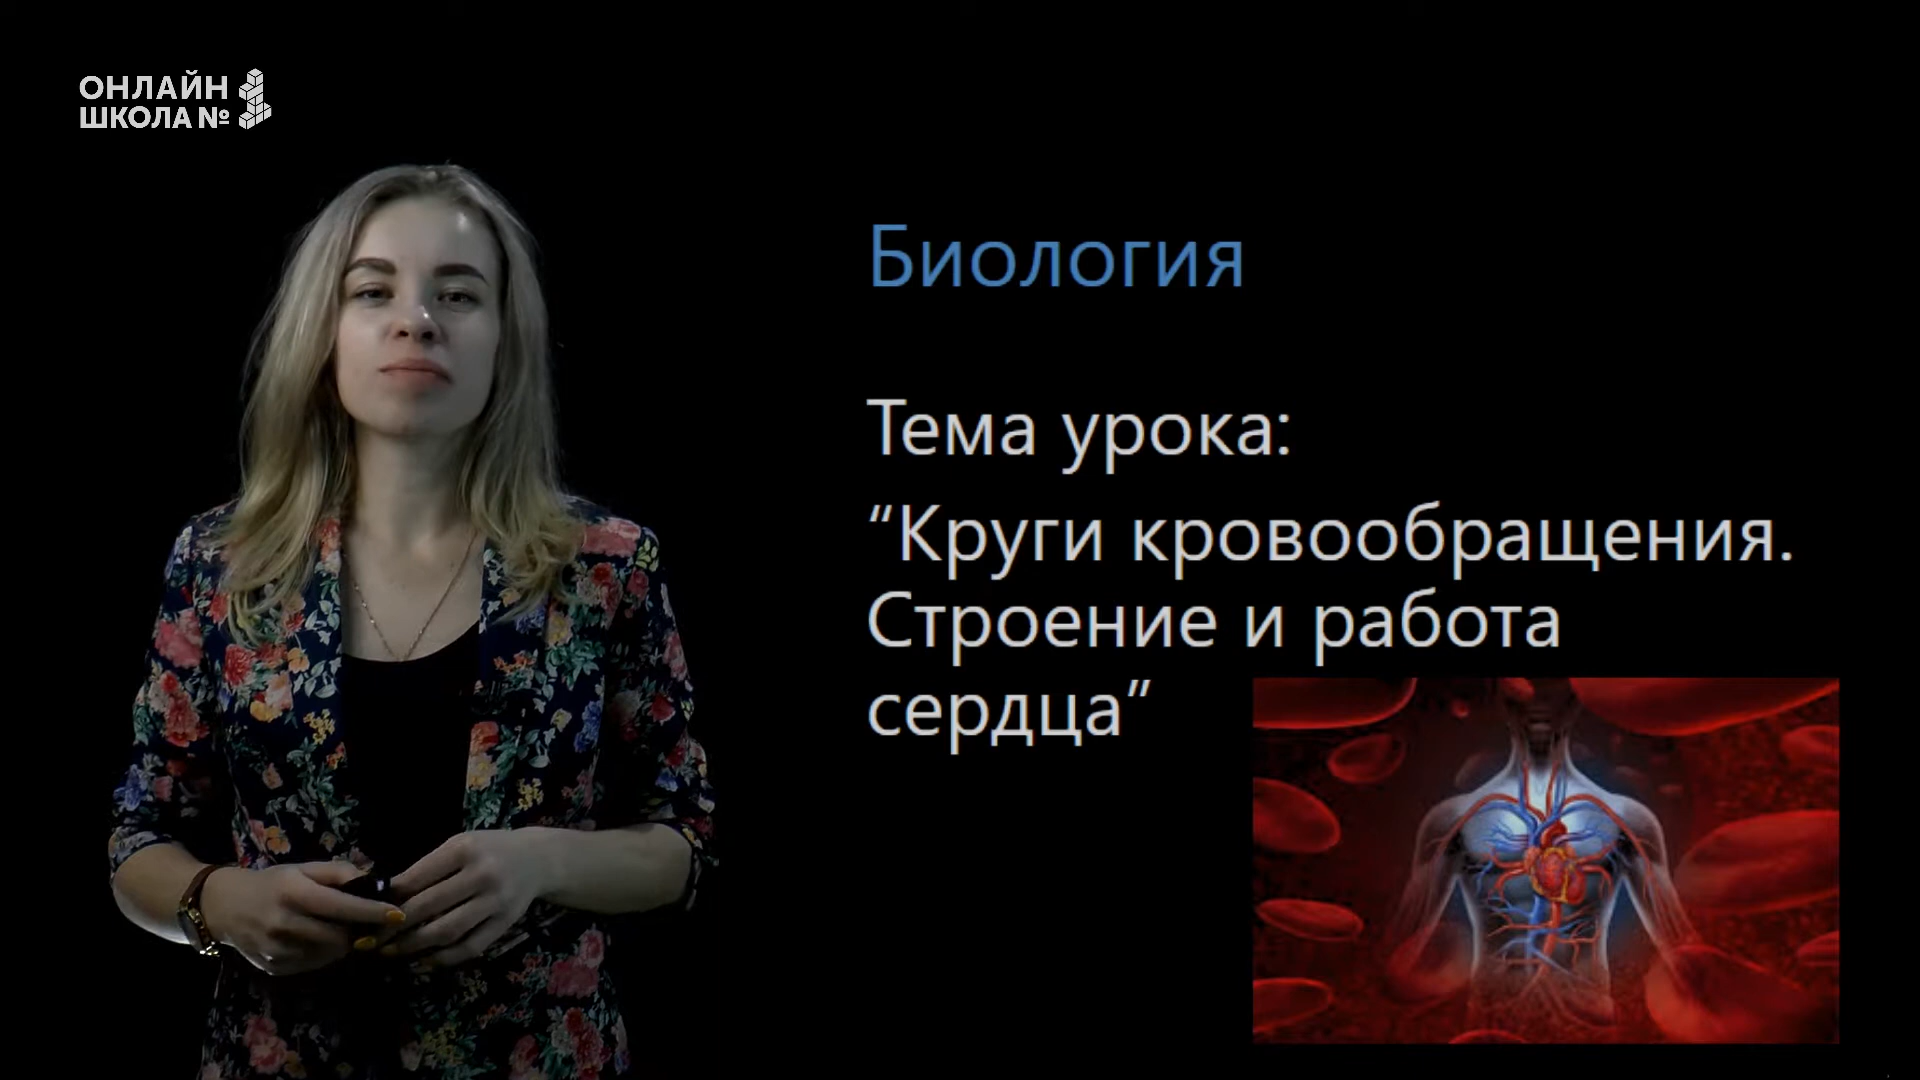 ОНЛАЙН
ШКОЛА №
Биология
Тема урока:
“Круги кровообращения.
Строение и работа
сердца”